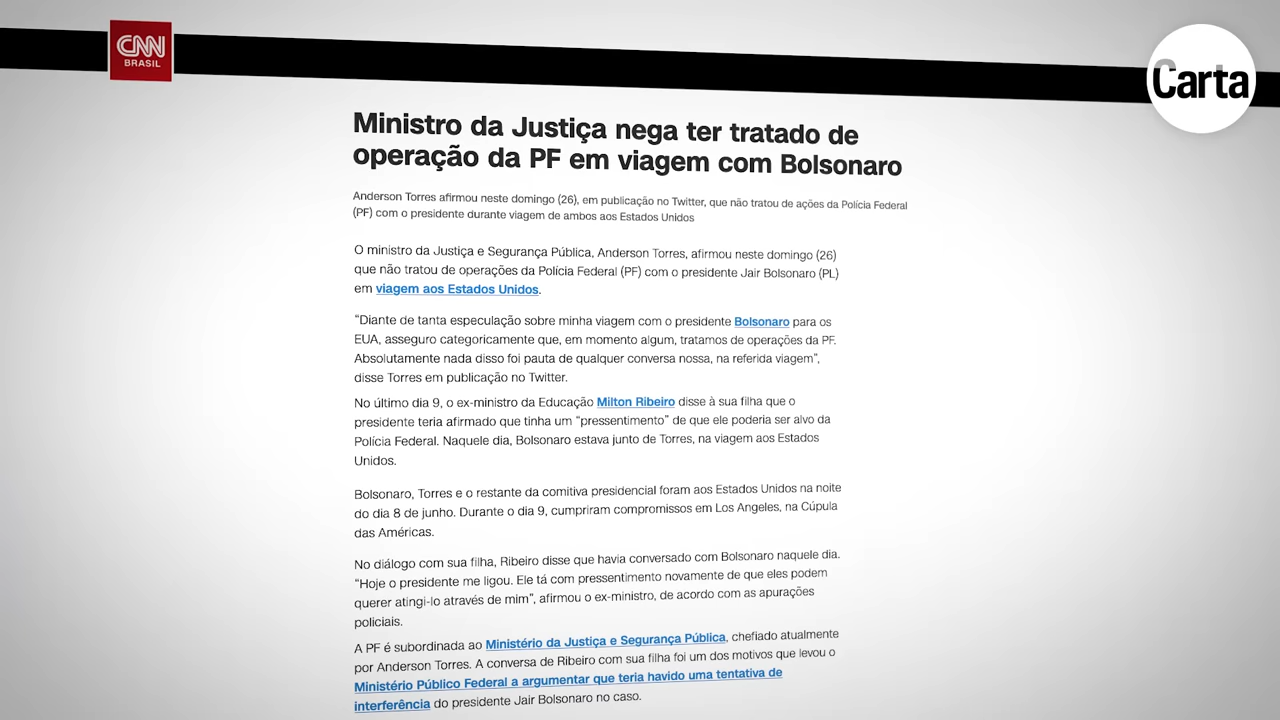 CNN
BRASIL
Carta
Ministro da Justiça nega ter tratado de
operação da PF em viagem com Bolsonaro
Anderson Torres afirmou neste domingo (26), em publicação no Twitter, que não tratou de ações da Polícia Federal
(PF) com o presidente durante viagem de ambos aos Estados Unidos
O ministro da Justiça e Segurança Pública, Anderson Torres, afirmou neste domingo (26)
que não tratou de operações da Polícia Federal (PF) com o presidente Jair Bolsonaro (PL)
em viagem aos Estados Unidos.
"Diante de tanta especulação sobre minha viagem com o presidente Bolsonaro para os
EUA, asseguro categoricamente que, em momento algum, tratamos de operações da PF.
Absolutamente nada disso foi pauta de qualquer conversa nossa, na referida viagem",
disse Torres em publicação no Twitter.
No último dia 9, o ex-ministro da Educação Milton Ribeiro disse à sua filha que o
presidente teria afirmado que tinha um "pressentimento" de que ele poderia ser alvo da
Polícia Federal. Naquele dia, Bolsonaro estava junto de Torres, na viagem aos Estados
Unidos.
Bolsonaro, Torres e o restante da comitiva presidencial foram aos Estados Unidos na noite
do dia 8 de junho. Durante o dia 9, cumpriram compromissos em Los Angeles, na Cúpula
das Américas.
No diálogo com sua filha, Ribeiro disse que havia conversado com Bolsonaro naquele dia.
"Hoje o presidente me ligou. Ele tá com pressentimento novamente de que eles podem
querer atingi-lo através de mim", afirmou o ex-ministro, de acordo com as apurações
policiais.
A PF é subordinada ao Ministério da Justiça e Segurança Pública, chefiado atualmente
por Anderson Torres. A conversa de Ribeiro com sua filha foi um dos motivos que levou o
Ministério Público Federal a argumentar que teria havido uma tentativa de
interferência do presidente Jair Bolsonaro no caso.